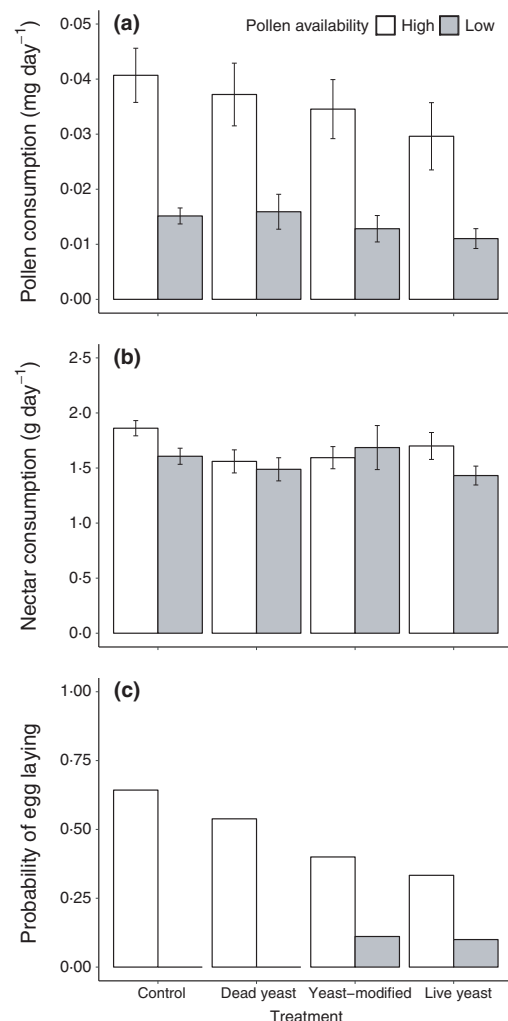 (a)
Pollen availability High Low
Pollen consumption (mg day−1)
0·05
0·04
0·03
0·02
0·01
0·00
(b)
Nectar consumption (g day−1)
2·5
2·0
1·5
1·0
0·5
0·0
(c)
Probability of egg laying
1·00
0·75
0·50
0·25
0·00
Control Dead yeast Yeast−modified Live yeast
Treatment